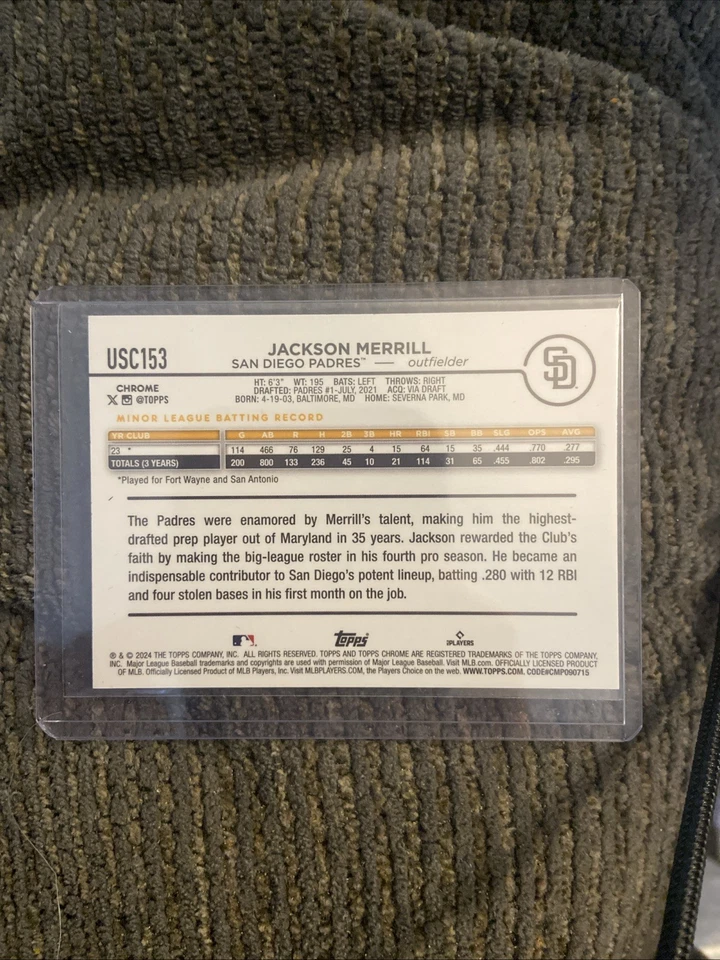 USC153
JACKSON MERRILL
SAN DIEGO PADRES™ — outfielder
SD
CHROME
X @TOPPS
HT: 6'3" WT: 195 BATS: LEFT THROWS: RIGHT
DRAFTED: PADRES #1-JULY, 2021 ACQ: VIA DRAFT
BORN: 4-19-03, BALTIMORE, MD HOME: SEVERNA PARK, MD
MINOR LEAGUE BATTING RECORD
YR CLUB G AB R H 2B 3B HR RBI SB BB SLG OPS AVG
23 * 114 466 76 129 25 4 15 64 15 35 .444 .770 .277
TOTALS (3 YEARS) 200 800 133 236 45 10 21 114 31 65 .455 .802 .295
*Played for Fort Wayne and San Antonio
The Padres were enamored by Merrill's talent, making him the highest-
drafted prep player out of Maryland in 35 years. Jackson rewarded the Club's
faith by making the big-league roster in his fourth pro season. He became an
indispensable contributor to San Diego's potent lineup, batting .280 with 12 RBI
and four stolen bases in his first month on the job.
Topps PLAYERS
® & © 2024 THE TOPPS COMPANY, INC. ALL RIGHTS RESERVED. TOPPS AND TOPPS CHROME ARE REGISTERED TRADEMARKS OF THE TOPPS COMPANY,
INC. Major League Baseball trademarks and copyrights are used with permission of Major League Baseball. Visit MLB.com. OFFICIALLY LICENSED PRODUCT
OF MLB. Officially Licensed Product of MLB Players, Inc. Visit MLBPLAYERS.COM, the Players Choice on the web. WWW.TOPPS.COM, CODE#CMP090715